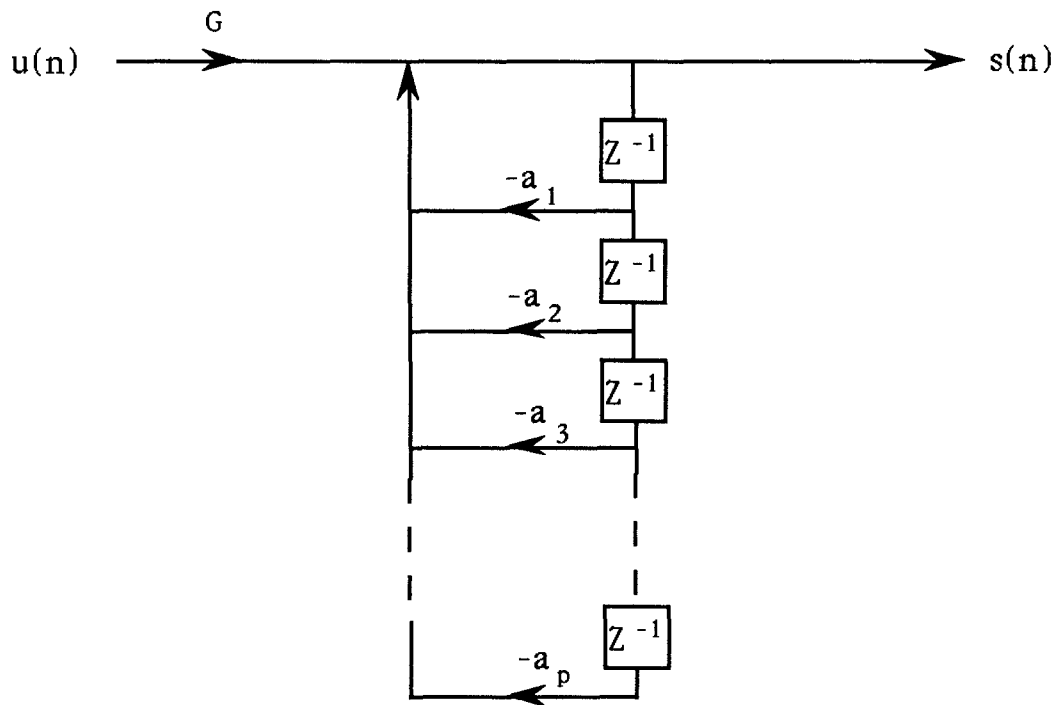 G
u(n)
s(n)
Z⁻¹
-a₁
Z⁻¹
-a₂
Z⁻¹
-a₃
Z⁻¹
-aₚ